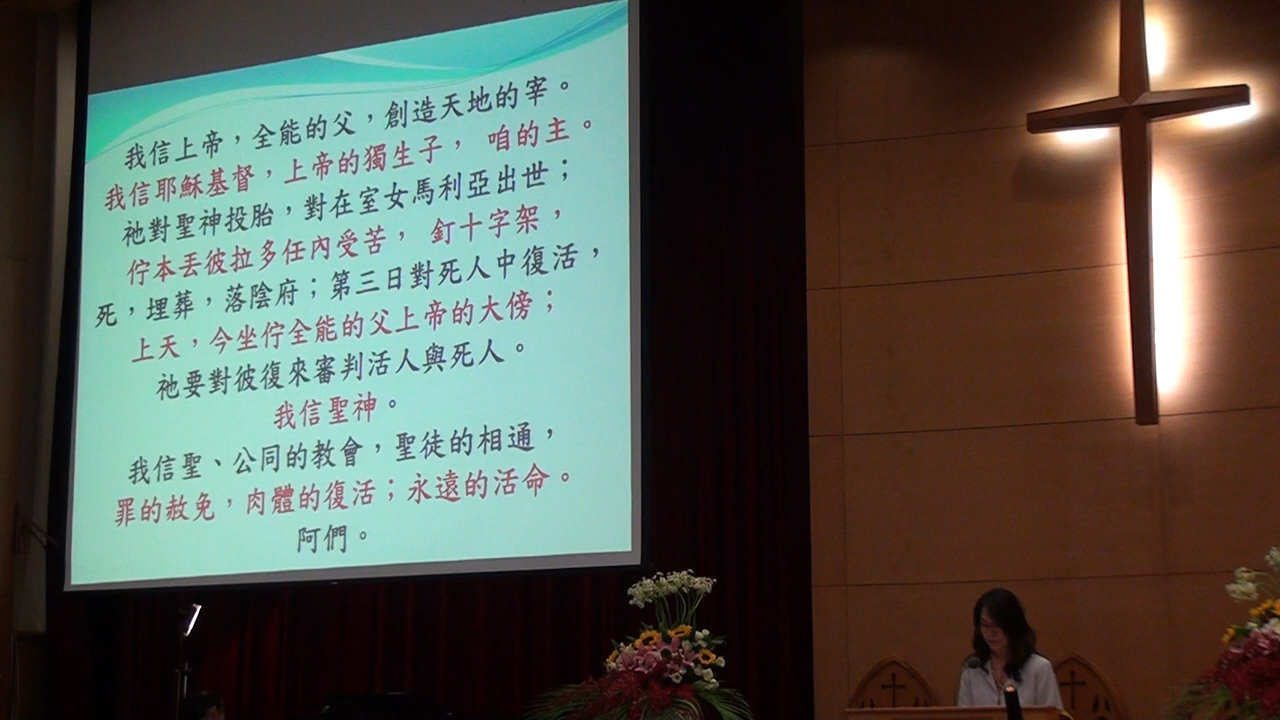 我信上帝，全能的父，創造天地的宰。
我信耶穌基督，上帝的獨生子， 咱的主。
祂對聖神投胎，對在室女馬利亞出世；
佇本丟彼拉多任內受苦， 釘十字架，
死，埋葬，落陰府；第三日對死人中復活，
上天，今坐佇全能的父上帝的大傍；
祂要對彼復來審判活人與死人。
我信聖神。
我信聖、公同的教會，聖徒的相通，
罪的赦免，肉體的復活；永遠的活命。
阿們。